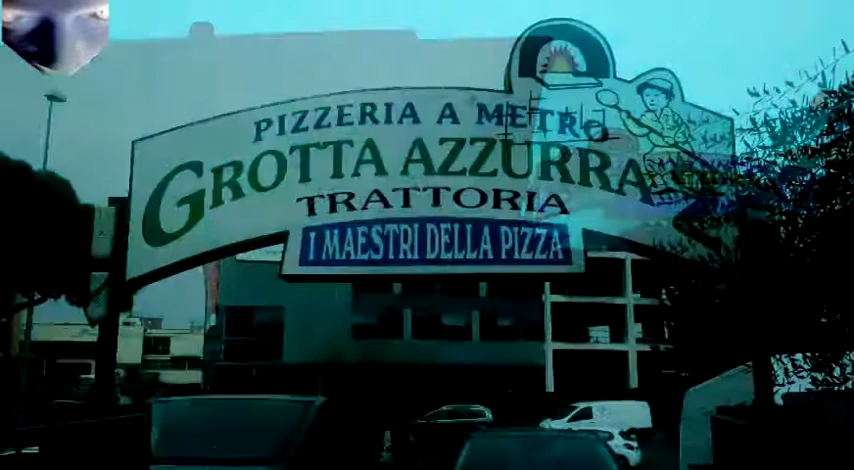 PIZZERIA A METRO
GROTTA AZZURRA
TRATTORIA
I MAESTRI DELLA PIZZA